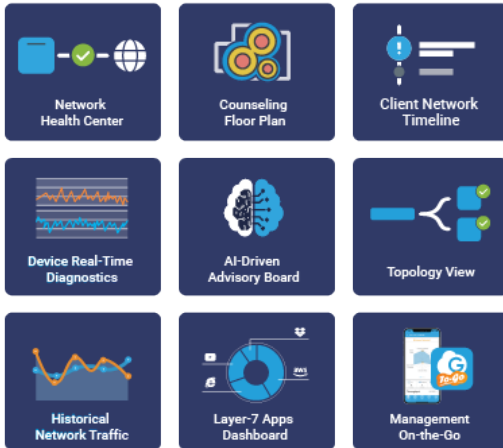 Network
Health Center
Counseling
Floor Plan
Client Network
Timeline
Device Real-Time
Diagnostics
AI-Driven
Advisory Board
Topology View
Historical
Network Traffic
aws
Layer-7 Apps
Dashboard
G
To-Go
Management
On-the-Go